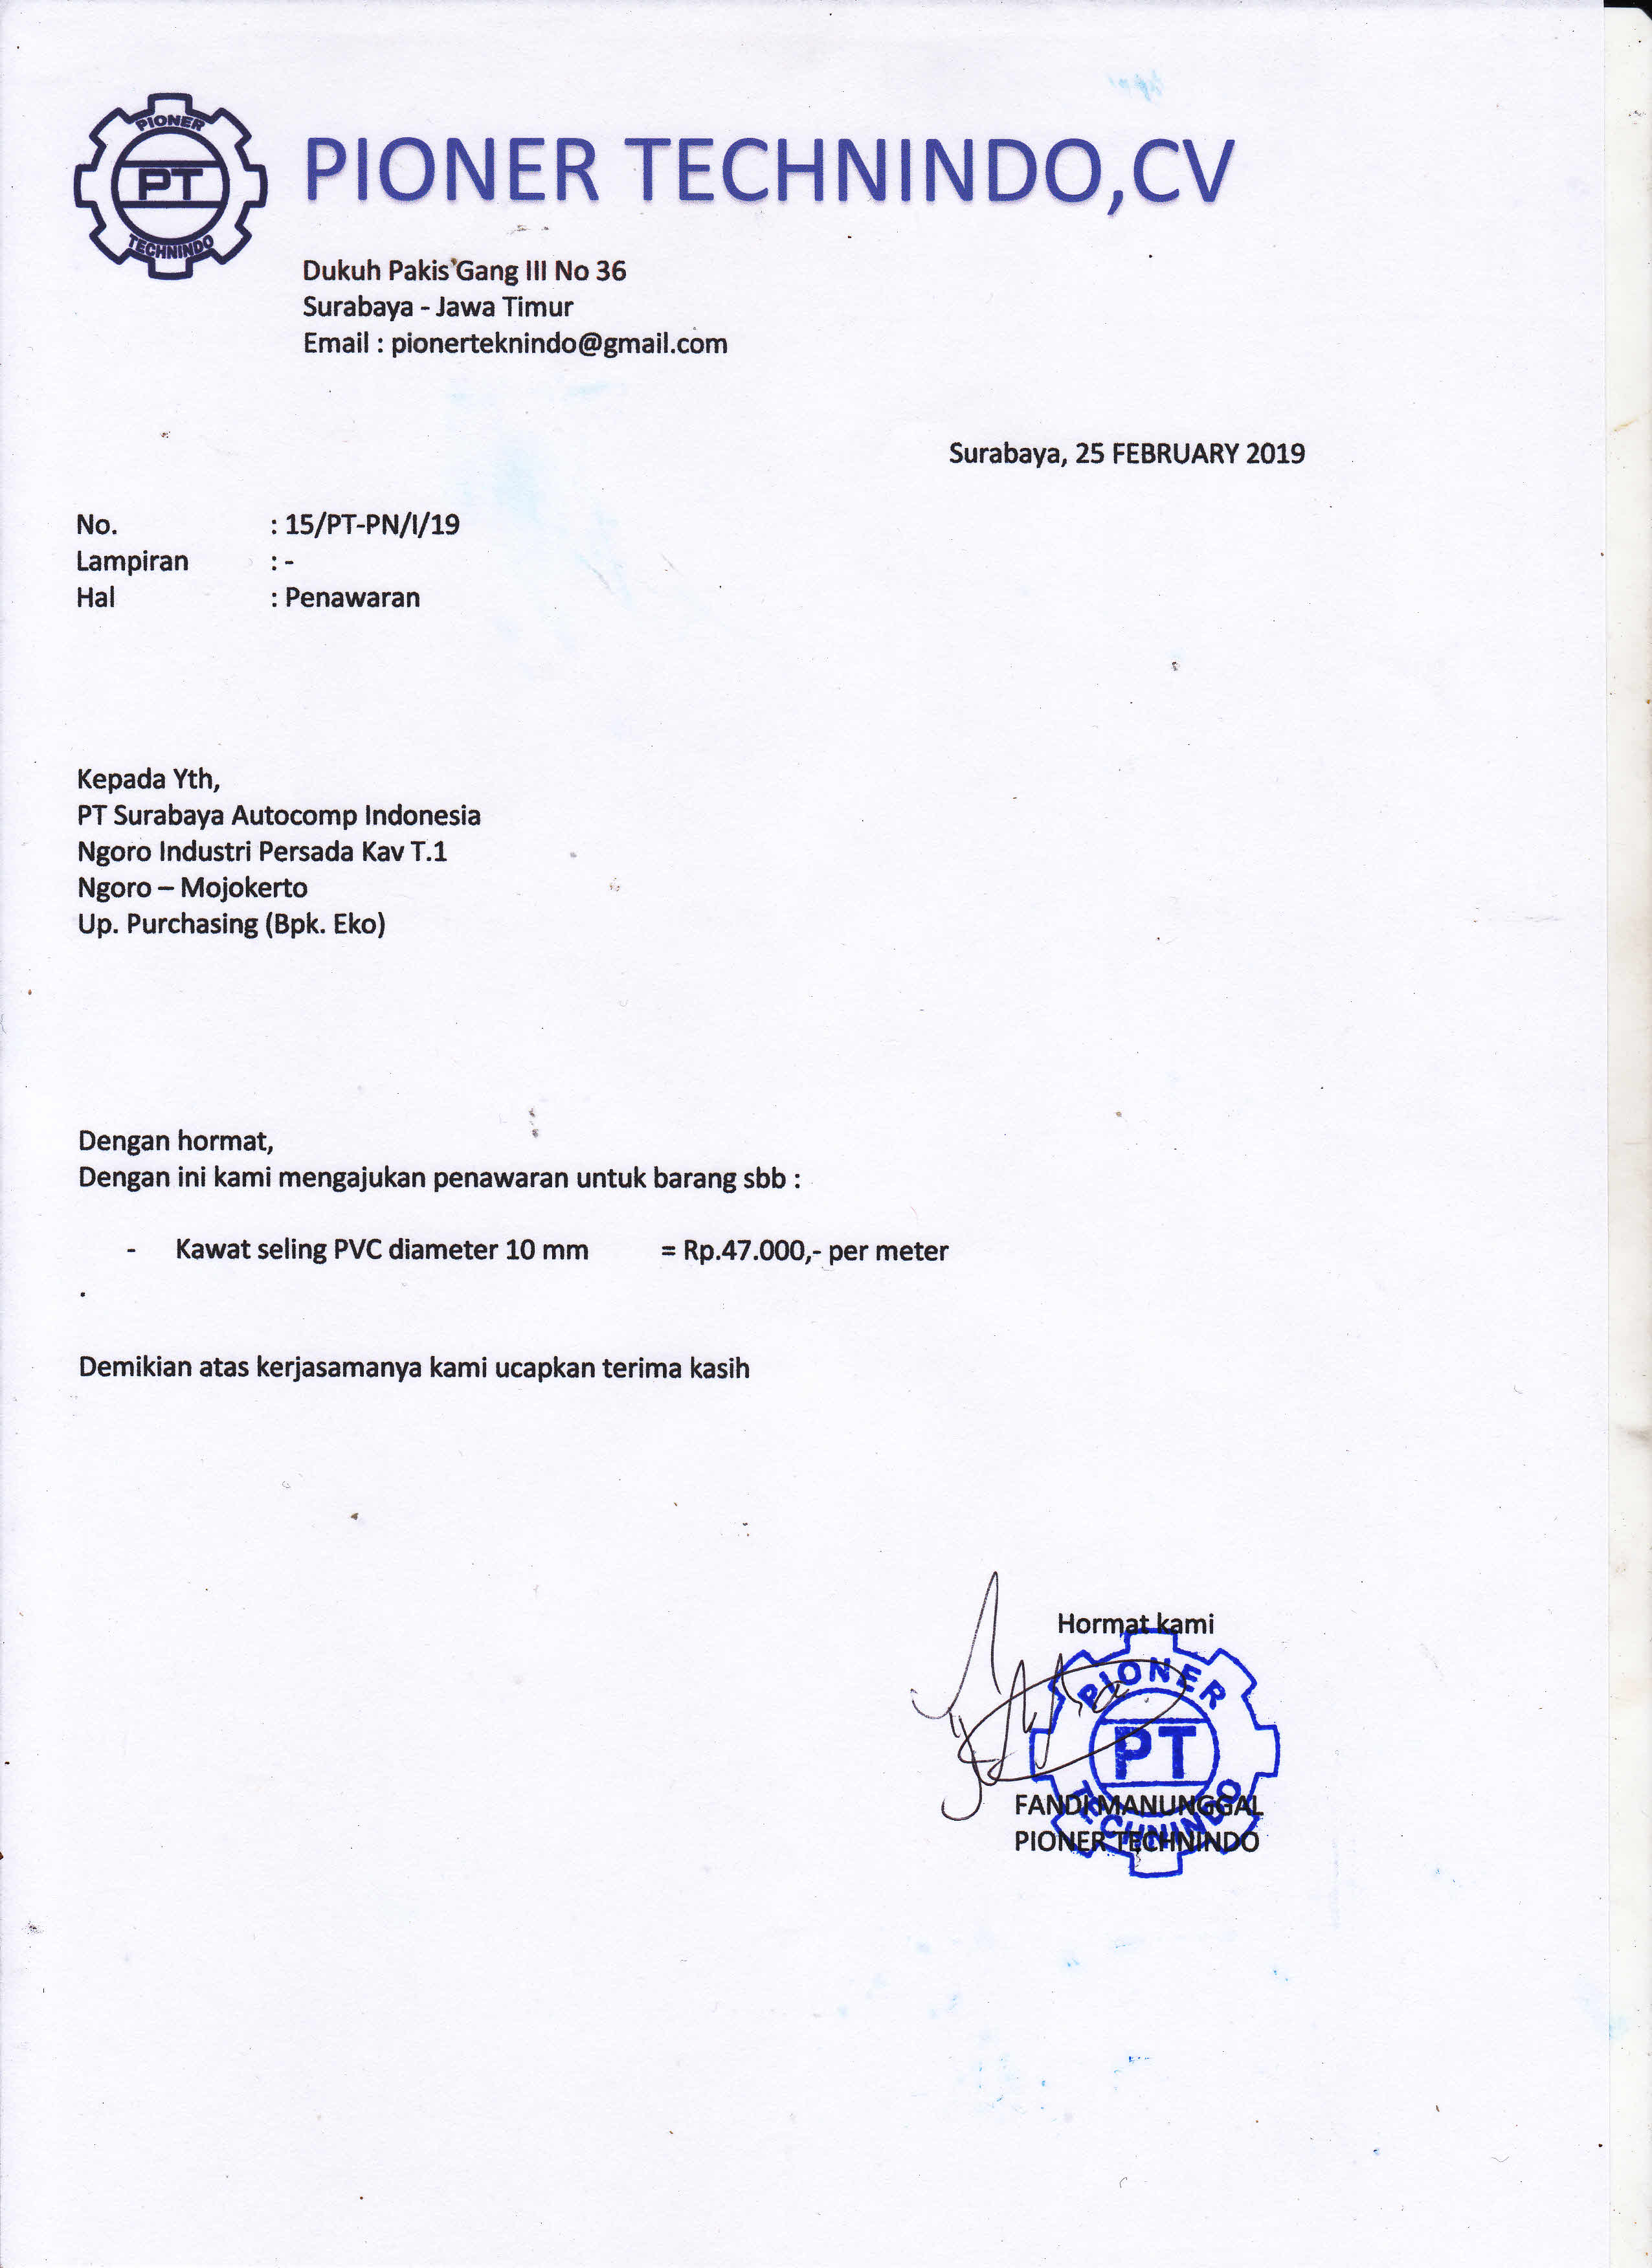 PIONER
PT
TECHNINDO
PIONER TECHNINDO,CV
Dukuh Pakis Gang III No 36
Surabaya - Jawa Timur
Email : pionerteknindo@gmail.com
Surabaya, 25 FEBRUARY 2019
No. : 15/PT-PN/I/19
Lampiran : -
Hal : Penawaran
Kepada Yth,
PT Surabaya Autocomp Indonesia
Ngoro Industri Persada Kav T.1
Ngoro – Mojokerto
Up. Purchasing (Bpk. Eko)
Dengan hormat,
Dengan ini kami mengajukan penawaran untuk barang sbb :
- Kawat seling PVC diameter 10 mm = Rp.47.000,- per meter
.
Demikian atas kerjasamanya kami ucapkan terima kasih
Hormat kami
PIONER
PT
TECHNINDO
FANDI MANUNGGAL
PIONER TECHNINDO